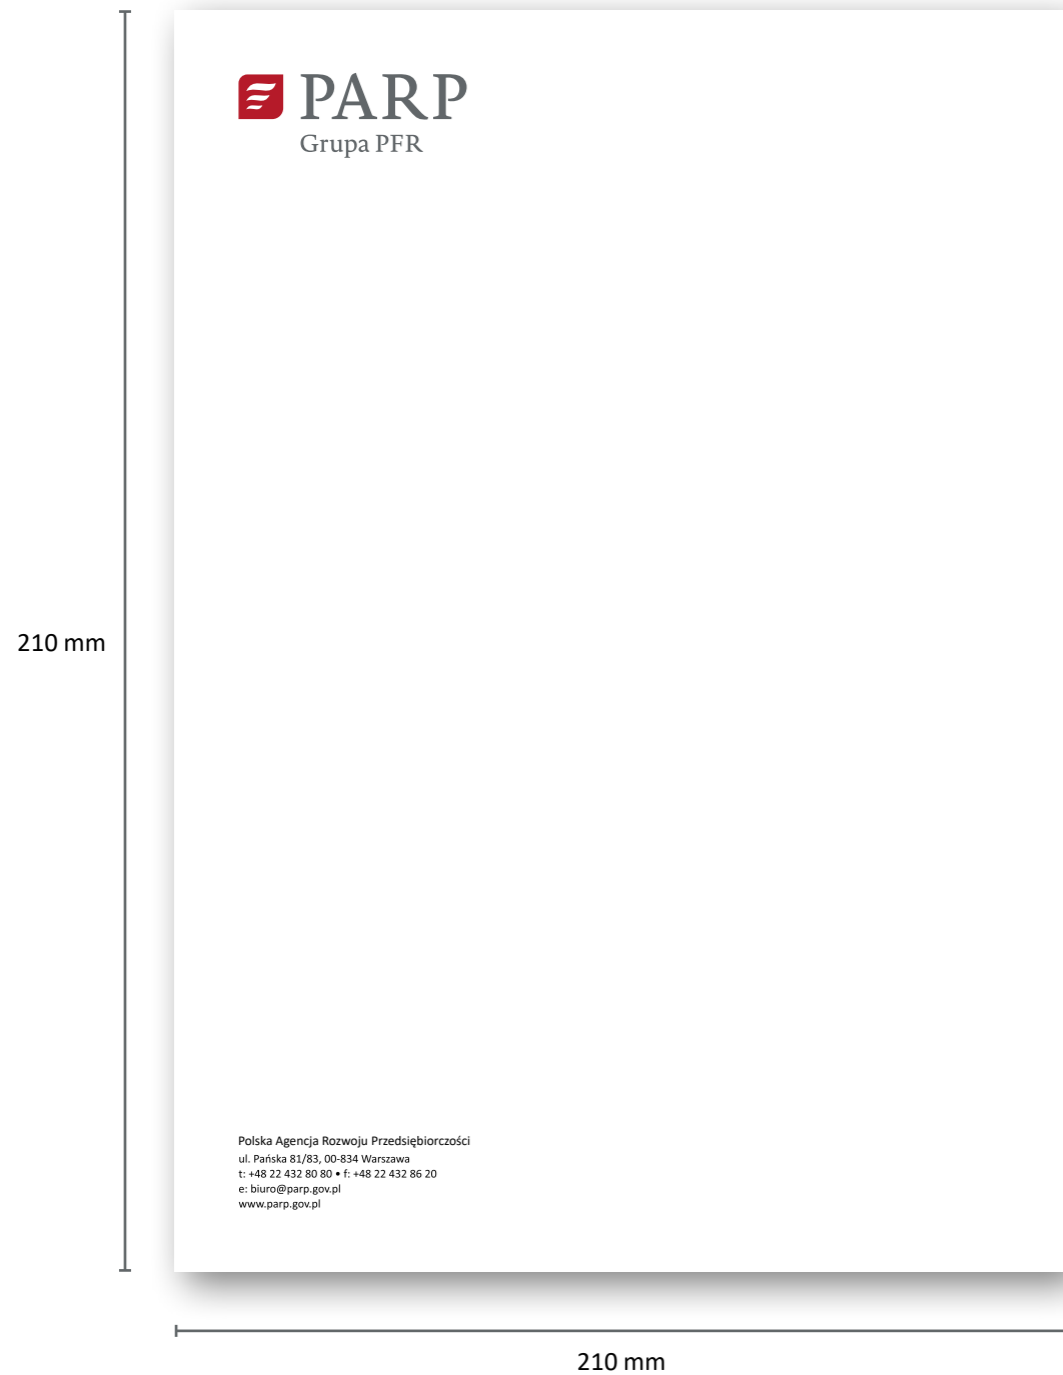 PARP
Grupa PFR
210 mm
Polska Agencja Rozwoju Przedsiębiorczości
ul. Pańska 81/83, 00-834 Warszawa
t: +48 22 432 80 80 • f: +48 22 432 86 20
e: biuro@parp.gov.pl
www.parp.gov.pl
210 mm